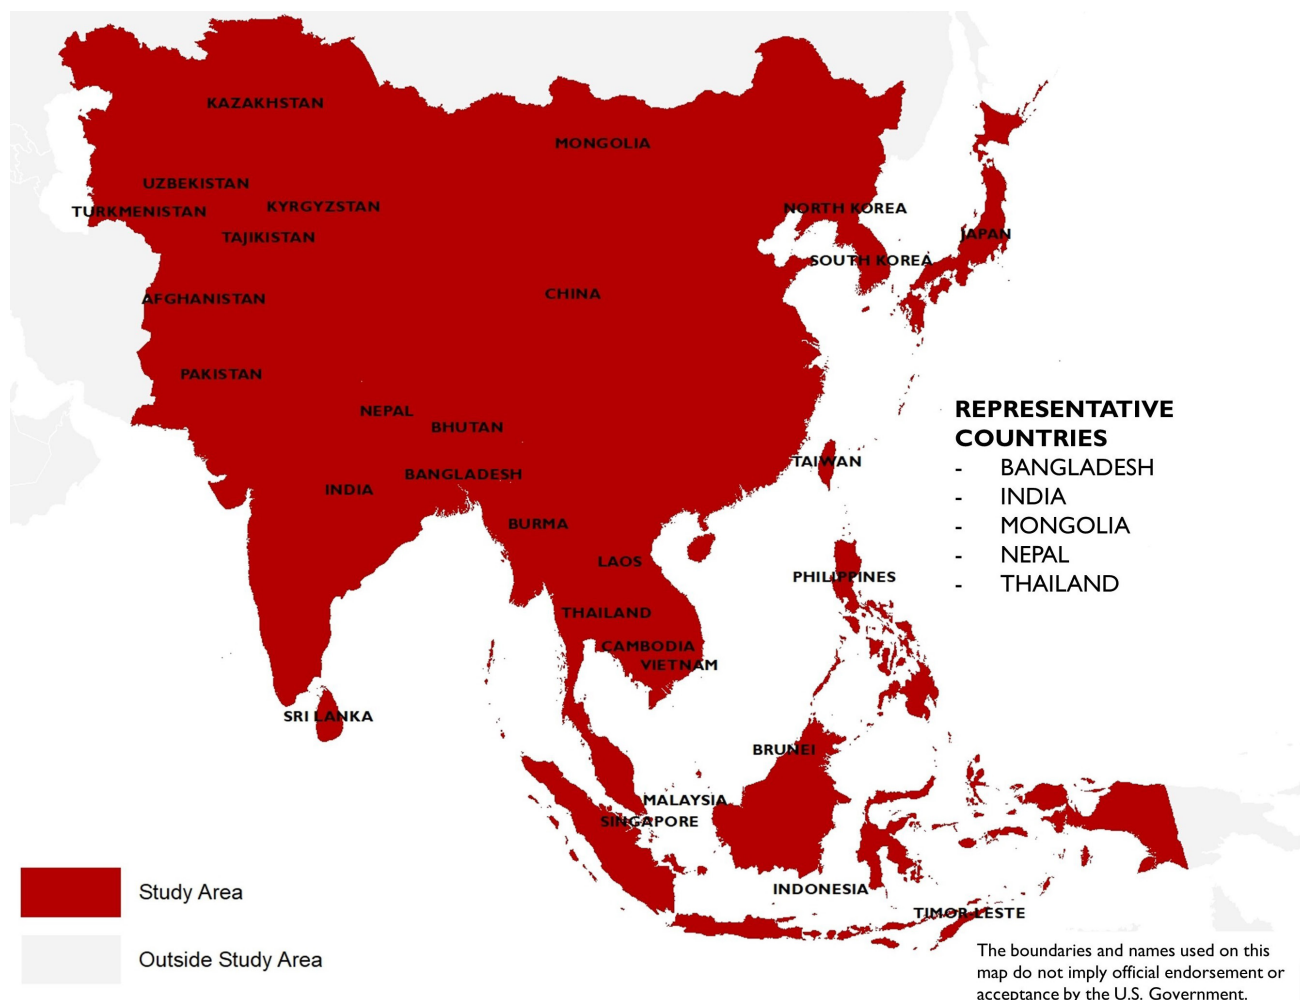 KAZAKHSTAN
MONGOLIA
UZBEKISTAN
KYRGYZSTAN
TURKMENISTAN
NORTH KOREA
TAJIKISTAN
JAPAN
SOUTH KOREA
AFGHANISTAN
CHINA
PAKISTAN
NEPAL
BHUTAN
TAIWAN
BANGLADESH
INDIA
BURMA
LAOS
PHILIPPINES
THAILAND
CAMBODIA
VIETNAM
SRI LANKA
BRUNEI
MALAYSIA
SINGAPORE
INDONESIA
TIMOR-LESTE
REPRESENTATIVE
COUNTRIES
- BANGLADESH
- INDIA
- MONGOLIA
- NEPAL
- THAILAND
Study Area
Outside Study Area
The boundaries and names used on this
map do not imply official endorsement or
acceptance by the U.S. Government.